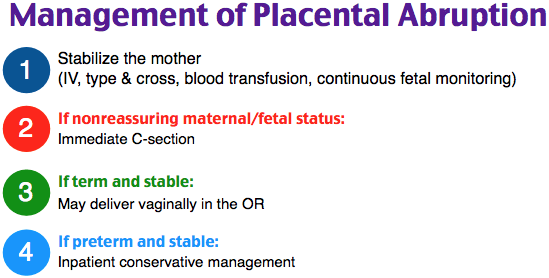 Management of Placental Abruption
1
Stabilize the mother
(IV, type & cross, blood transfusion, continuous fetal monitoring)
2
If nonreassuring maternal/fetal status:
Immediate C-section
3
If term and stable:
May deliver vaginally in the OR
4
If preterm and stable:
Inpatient conservative management